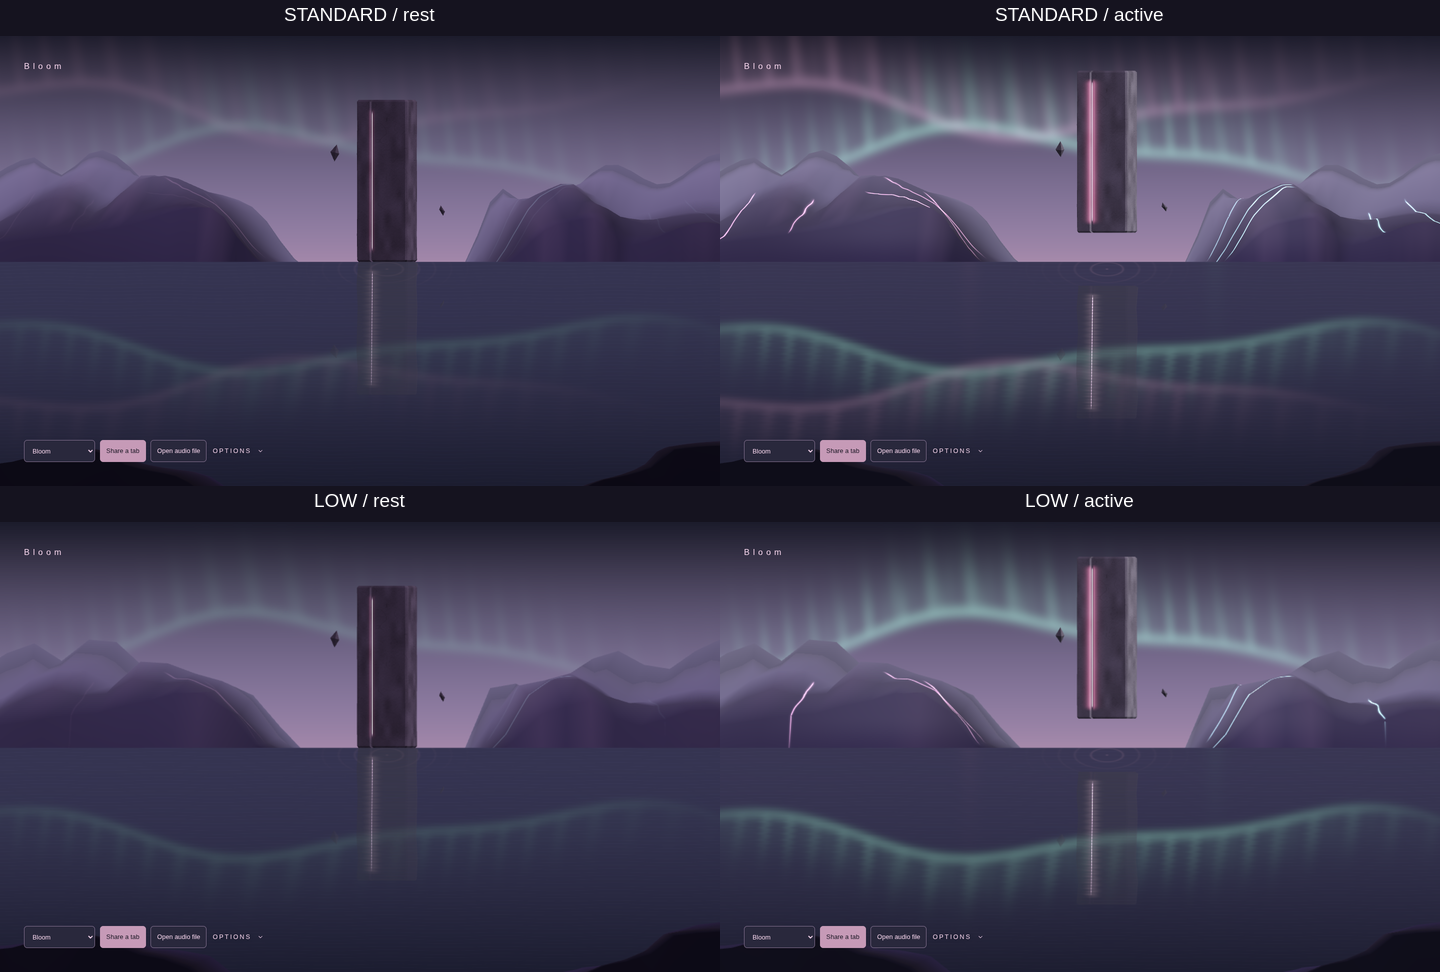 STANDARD / rest
STANDARD / active
Bloom
Bloom
Bloom Share a tab Open audio file OPTIONS
Bloom Share a tab Open audio file OPTIONS
LOW / rest
LOW / active
Bloom
Bloom
Bloom Share a tab Open audio file OPTIONS
Bloom Share a tab Open audio file OPTIONS